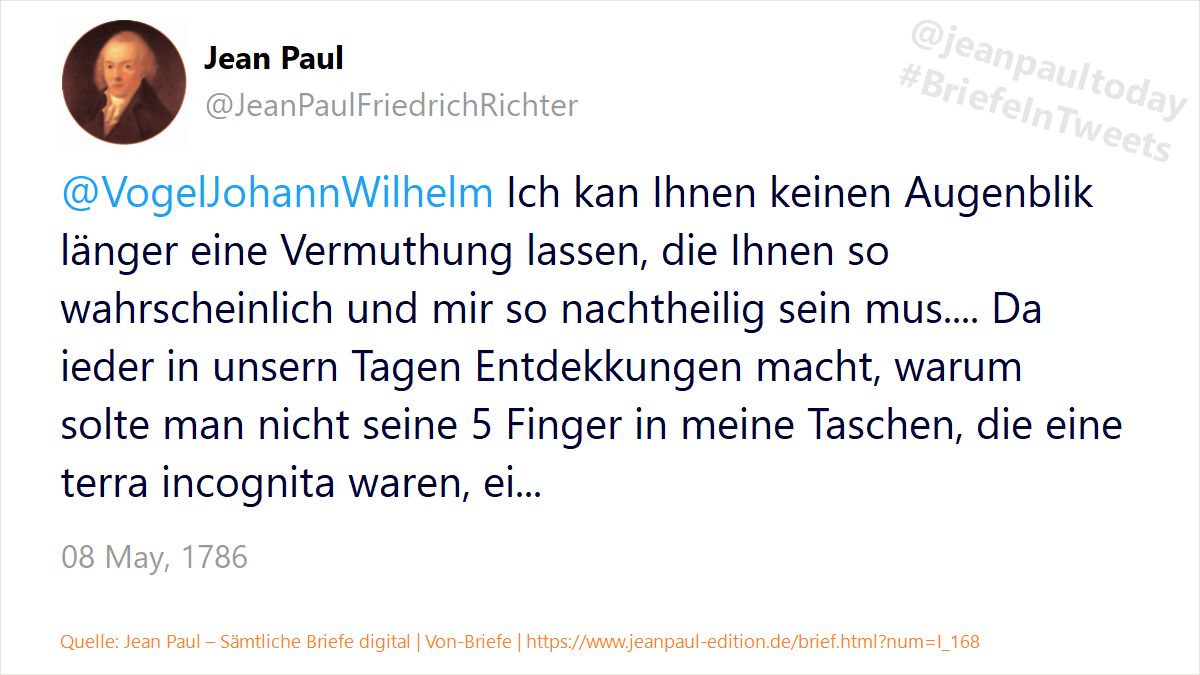 Jean Paul
@JeanPaulFriedrichRichter
@jeanpaultoday
#BriefeInTweets
@VogelJohannWilhelm Ich kan Ihnen keinen Augenblik
länger eine Vermuthung lassen, die Ihnen so
wahrscheinlich und mir so nachtheilig sein mus.... Da
ieder in unsern Tagen Entdekkungen macht, warum
solte man nicht seine 5 Finger in meine Taschen, die eine
terra incognita waren, ei...
08 May, 1786
Quelle: Jean Paul – Sämtliche Briefe digital | Von-Briefe | https://www.jeanpaul-edition.de/brief.html?num=I_168